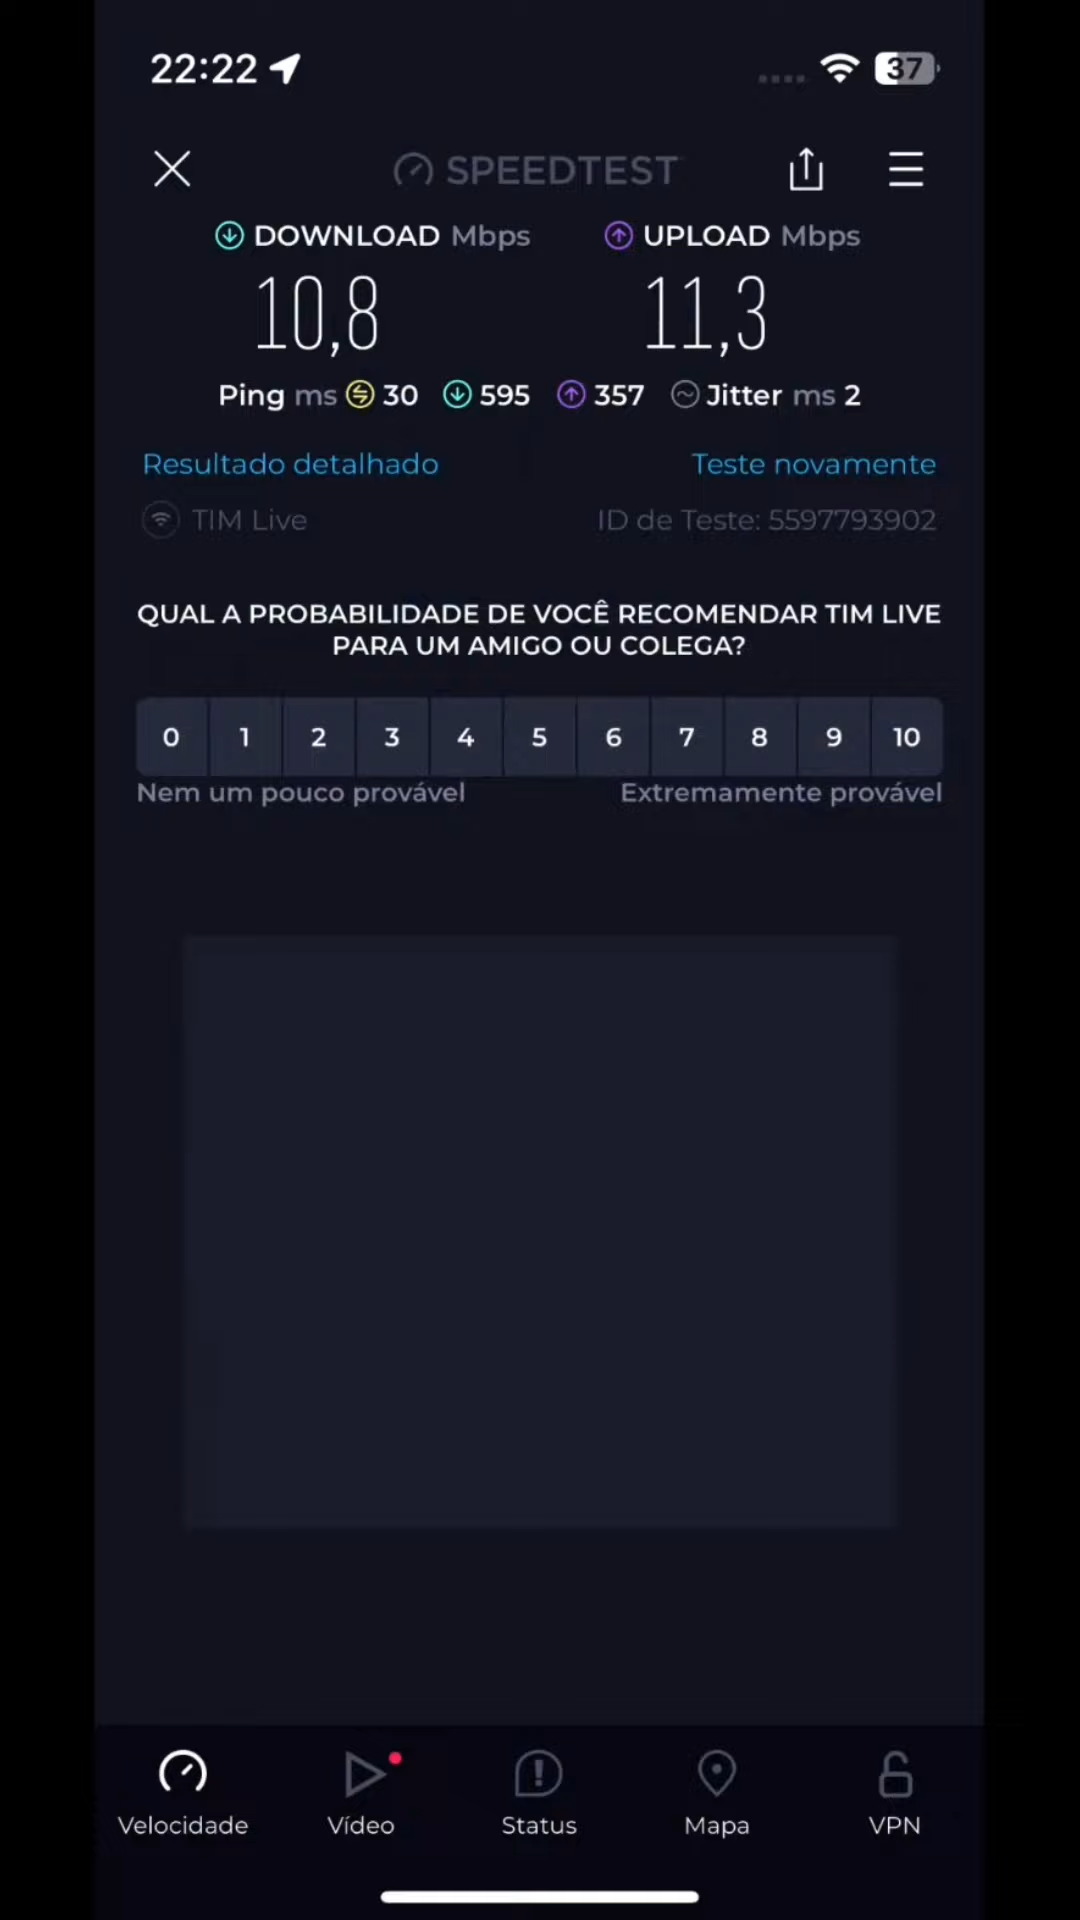 22:22
37
SPEEDTEST
DOWNLOAD Mbps
UPLOAD Mbps
10,8
11,3
Ping ms 30 595 357 Jitter ms 2
Resultado detalhado
Teste novamente
TIM Live
ID de Teste: 5597793902
QUAL A PROBABILIDADE DE VOCÊ RECOMENDAR TIM LIVE
PARA UM AMIGO OU COLEGA?
0 1 2 3 4 5 6 7 8 9 10
Nem um pouco provável
Extremamente provável
Velocidade
Vídeo
Status
Mapa
VPN